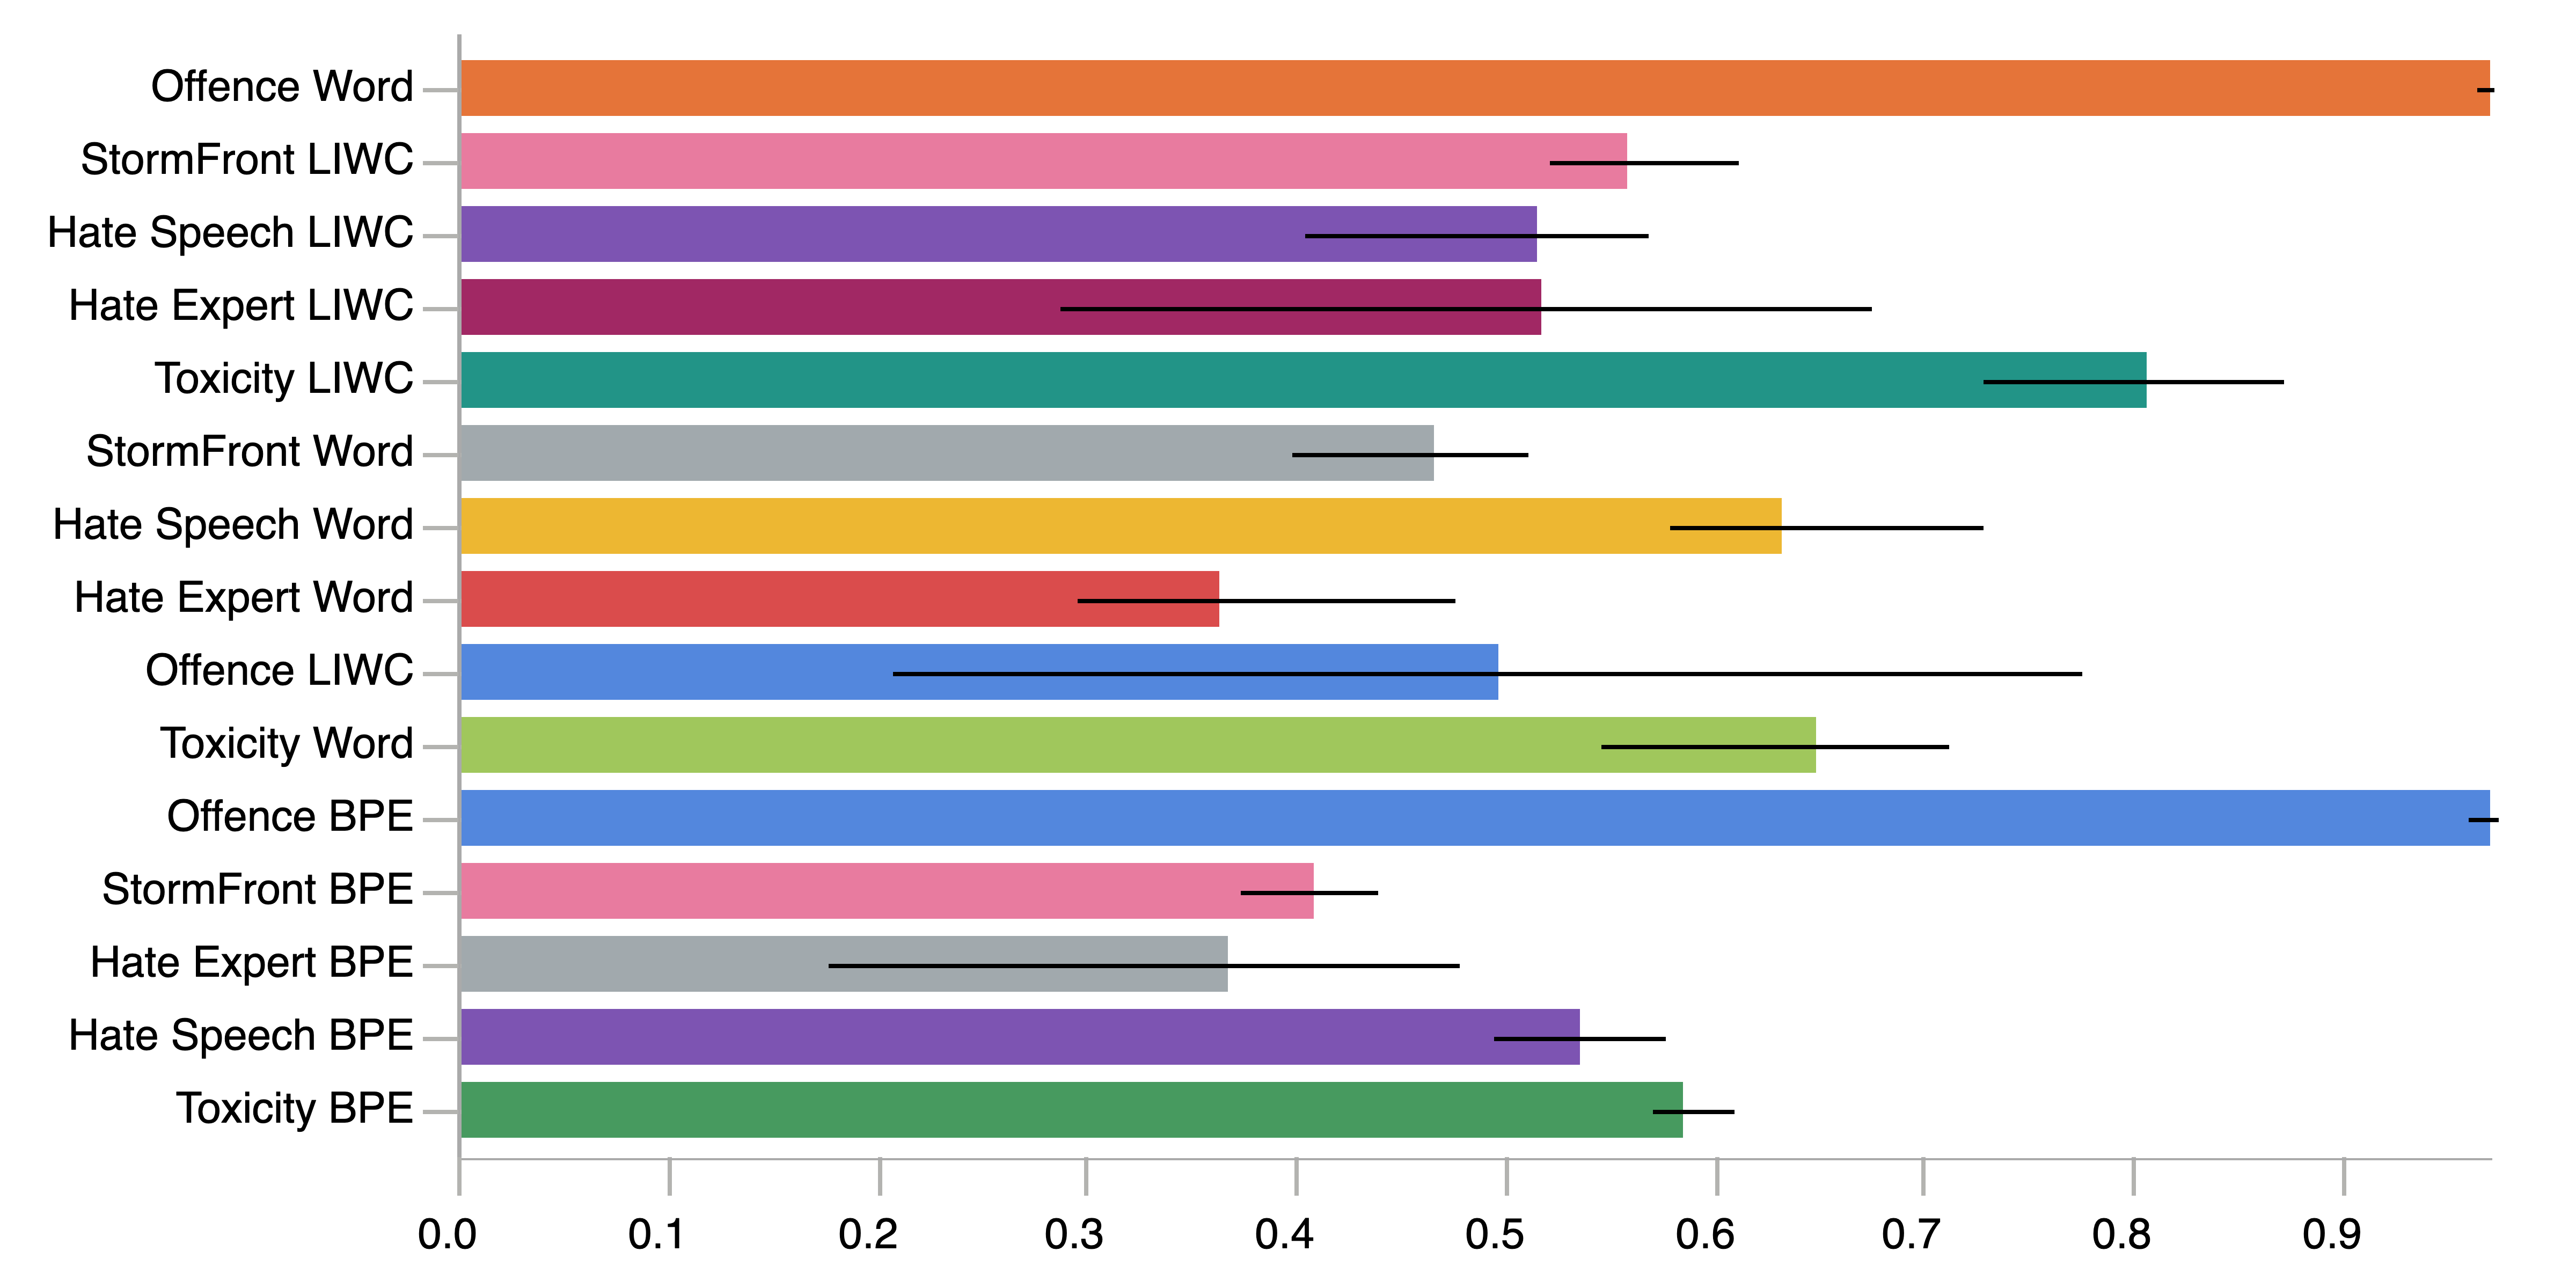 Offence Word
StormFront LIWC
Hate Speech LIWC
Hate Expert LIWC
Toxicity LIWC
StormFront Word
Hate Speech Word
Hate Expert Word
Offence LIWC
Toxicity Word
Offence BPE
StormFront BPE
Hate Expert BPE
Hate Speech BPE
Toxicity BPE
0.0 0.1 0.2 0.3 0.4 0.5 0.6 0.7 0.8 0.9